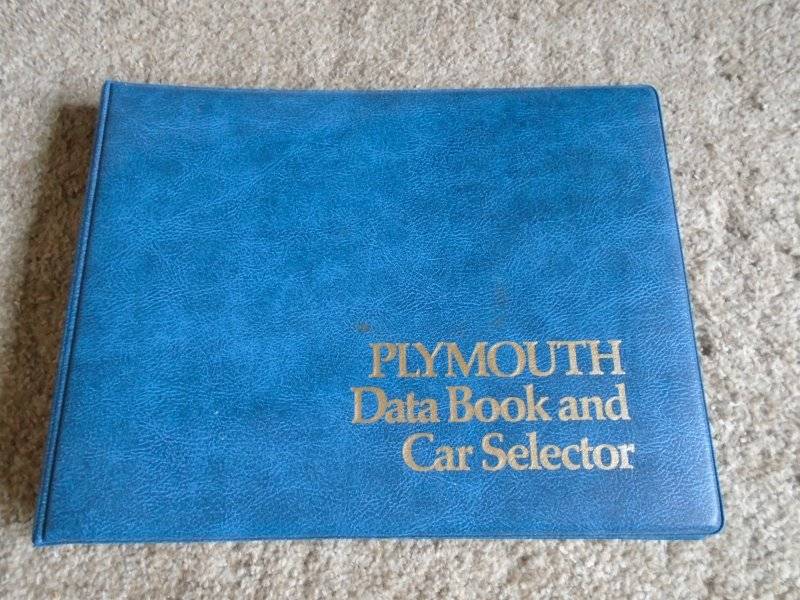 PLYMOUTH
Data Book and
Car Selector